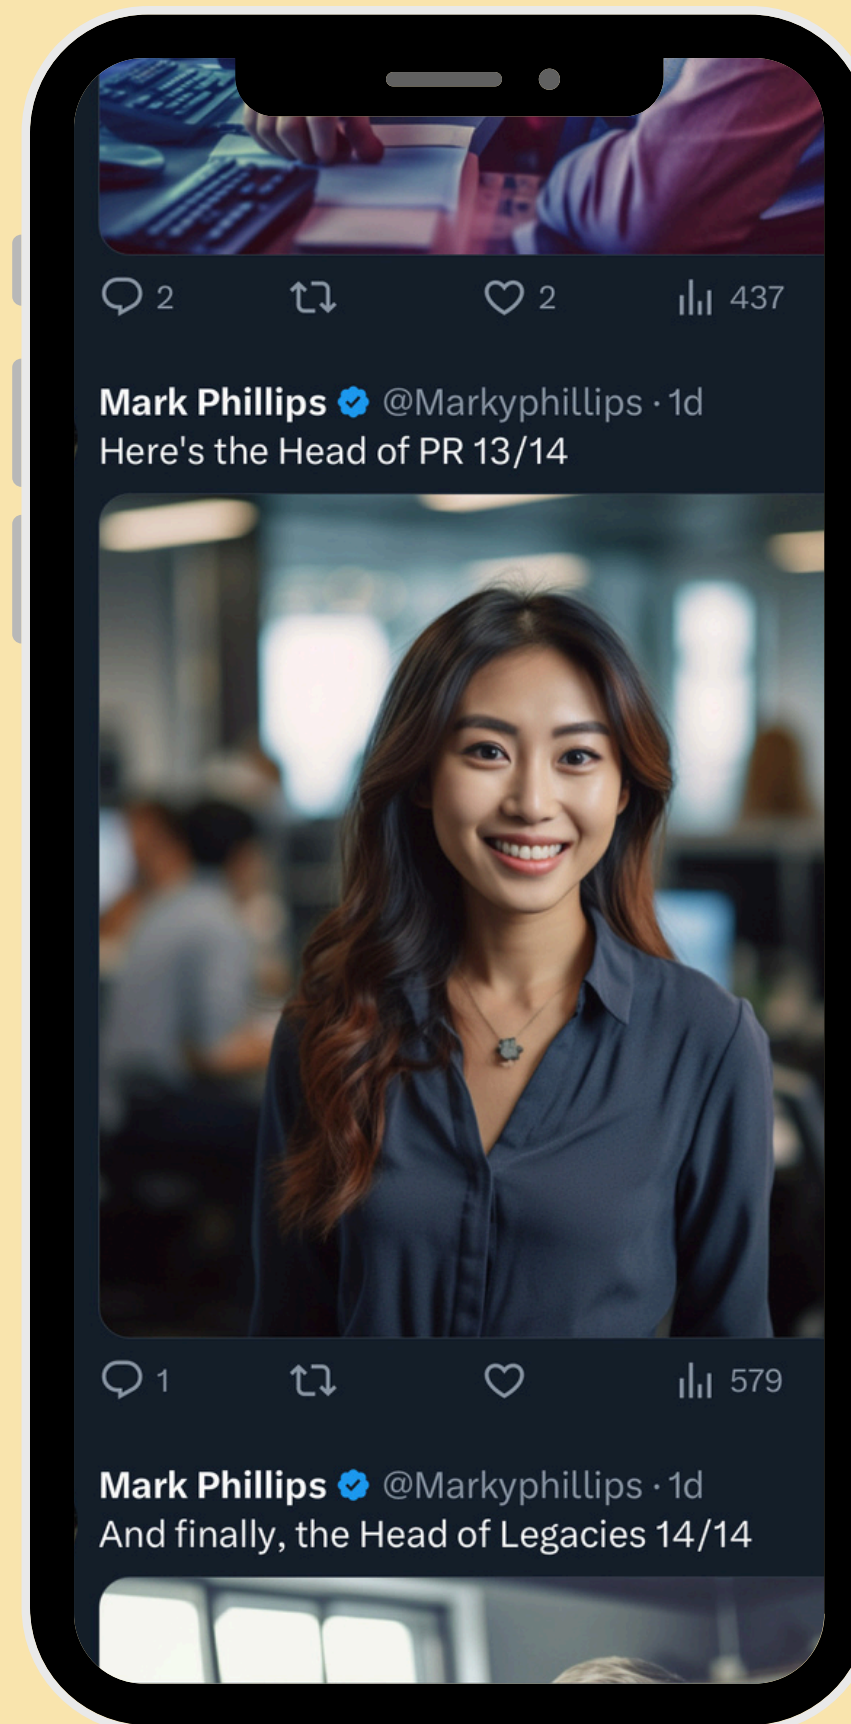 2
2
437
Mark Phillips @Markyphillips · 1d
Here's the Head of PR 13/14
1
579
Mark Phillips @Markyphillips · 1d
And finally, the Head of Legacies 14/14